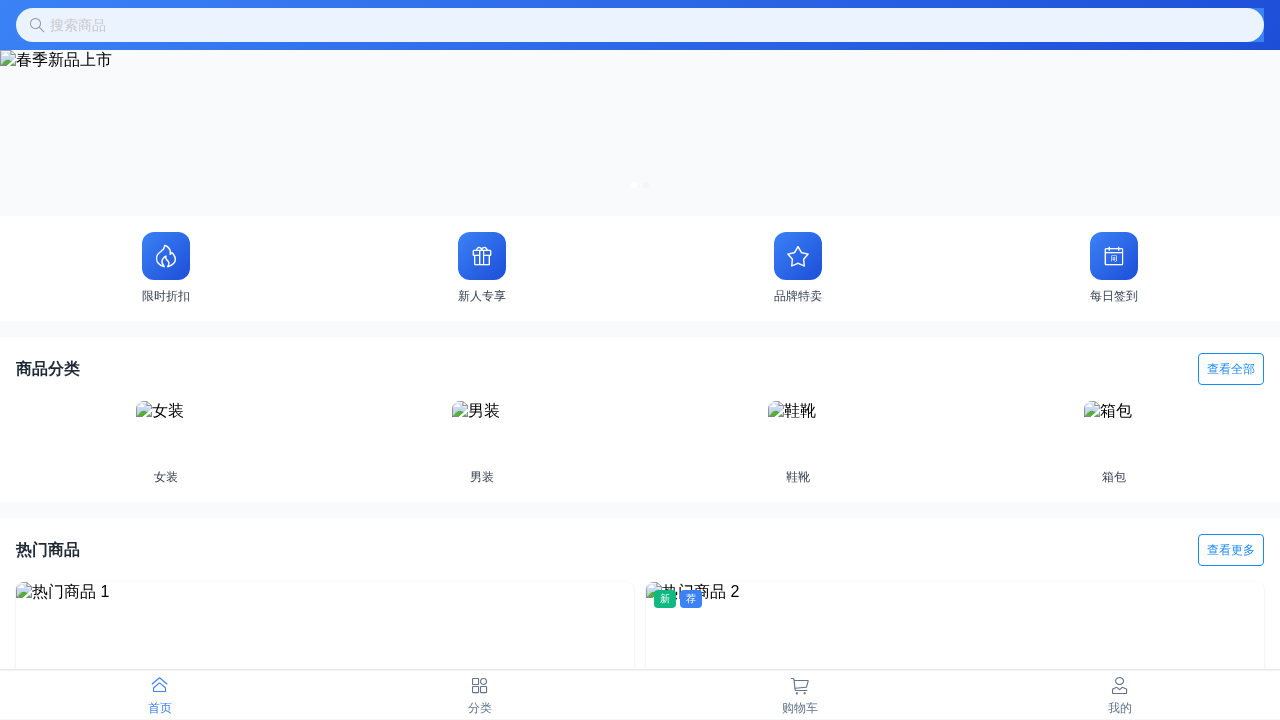 搜索商品
春季新品上市
限时折扣
新人专享
品牌特卖
每日签到
商品分类
查看全部
女装
男装
鞋靴
箱包
女装
男装
鞋靴
箱包
热门商品
查看更多
热门商品 1
热门商品 2
新
荐
首页
分类
购物车
我的